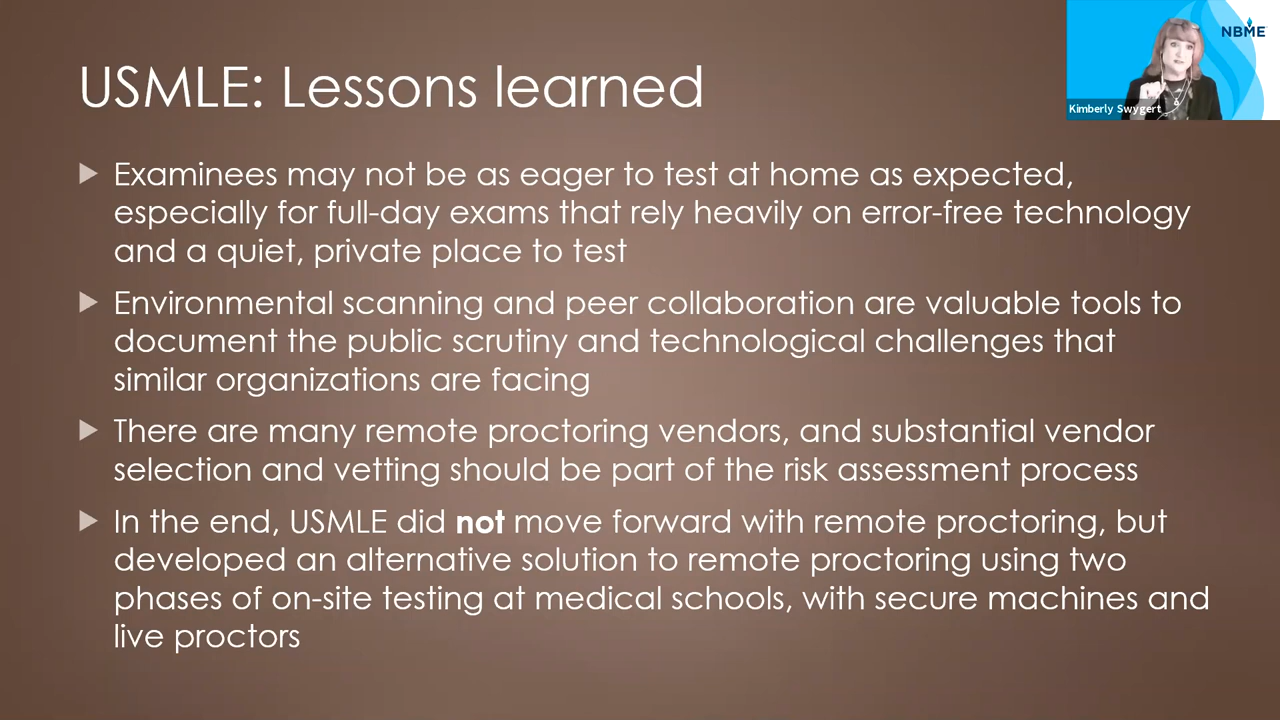 NBME
Kimberly Swygert
USMLE: Lessons learned
Examinees may not be as eager to test at home as expected,
especially for full-day exams that rely heavily on error-free technology
and a quiet, private place to test
Environmental scanning and peer collaboration are valuable tools to
document the public scrutiny and technological challenges that
similar organizations are facing
There are many remote proctoring vendors, and substantial vendor
selection and vetting should be part of the risk assessment process
In the end, USMLE did not move forward with remote proctoring, but
developed an alternative solution to remote proctoring using two
phases of on-site testing at medical schools, with secure machines and
live proctors